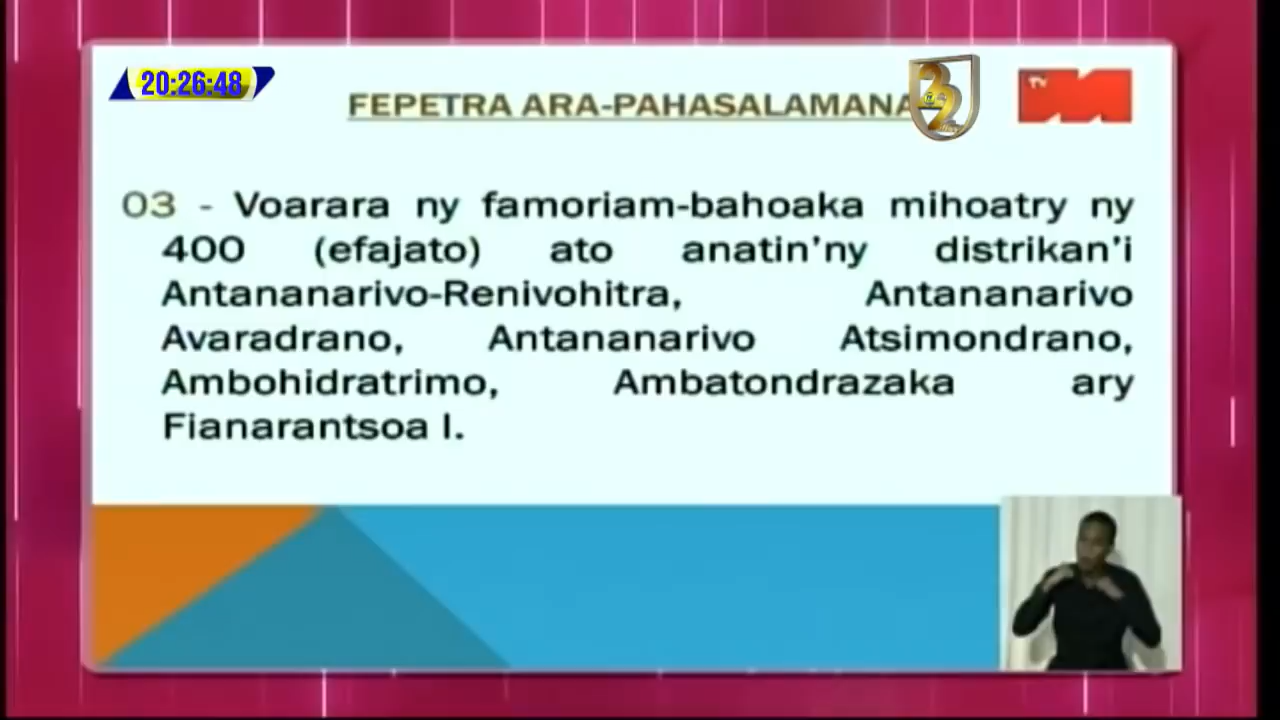 20:26:48
FEPETRA ARA-PAHASALAMANA
TV
03 - Voarara ny famoriam-bahoaka mihoatry ny
400 (efajato) ato anatin'ny distrikan'i
Antananarivo-Renivohitra, Antananarivo
Avaradrano, Antananarivo Atsimondrano,
Ambohidratrimo, Ambatondrazaka ary
Fianarantsoa I.